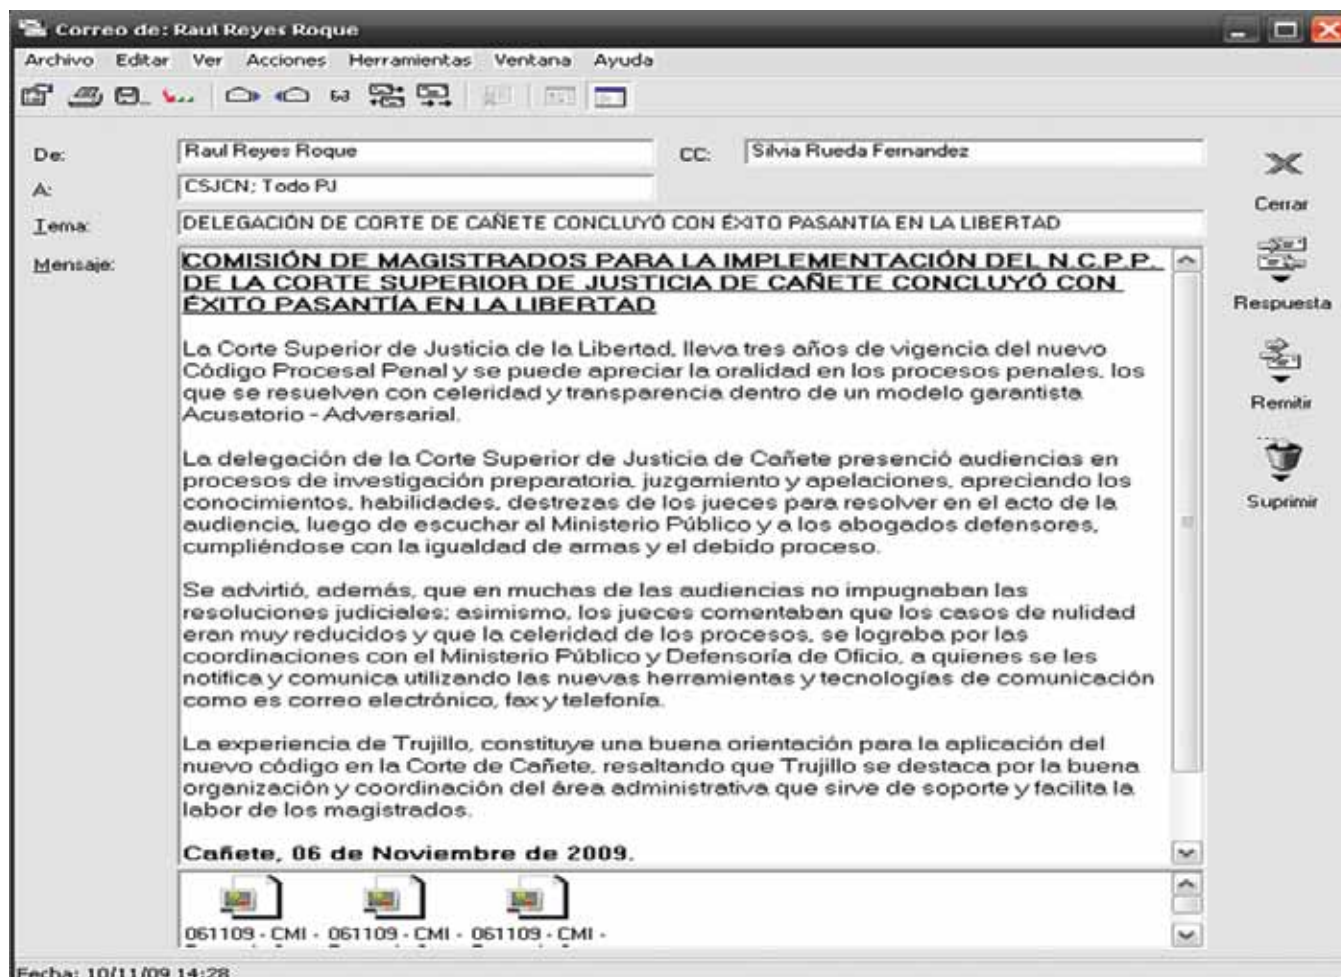 Correo de: Raul Reyes Roque
Archivo Editar Ver Acciones Herramientas Ventana Ayuda
De: Raul Reyes Roque CC: Silvia Rueda Fernandez
A: CSJCN; Todo PJ
Tema: DELEGACIÓN DE CORTE DE CAÑETE CONCLUYÓ CON ÉXITO PASANTÍA EN LA LIBERTAD
Mensaje:
COMISIÓN DE MAGISTRADOS PARA LA IMPLEMENTACIÓN DEL N.C.P.P.
DE LA CORTE SUPERIOR DE JUSTICIA DE CAÑETE CONCLUYÓ CON
ÉXITO PASANTÍA EN LA LIBERTAD
La Corte Superior de Justicia de la Libertad, lleva tres años de vigencia del nuevo
Código Procesal Penal y se puede apreciar la oralidad en los procesos penales. los
que se resuelven con celeridad y transparencia dentro de un modelo garantista
Acusatorio - Adversarial.
La delegación de la Corte Superior de Justicia de Cañete presenció audiencias en
procesos de investigación preparatoria, juzgamiento y apelaciones, apreciando los
conocimientos, habilidades, destrezas de los jueces para resolver en el acto de la
audiencia, luego de escuchar al Ministerio Público y a los abogados defensores,
cumpliéndose con la igualdad de armas y el debido proceso.
Se advirtió, además, que en muchas de las audiencias no impugnaban las
resoluciones judiciales; asimismo, los jueces comentaban que los casos de nulidad
eran muy reducidos y que la celeridad de los procesos, se lograba por las
coordinaciones con el Ministerio Público y Defensoría de Oficio, a quienes se les
notifica y comunica utilizando las nuevas herramientas y tecnologías de comunicación
como es correo electrónico, fax y telefonía.
La experiencia de Trujillo, constituye una buena orientación para la aplicación del
nuevo código en la Corte de Cañete, resaltando que Trujillo se destaca por la buena
organización y coordinación del área administrativa que sirve de soporte y facilita la
labor de los magistrados.
Cañete, 06 de Noviembre de 2009.
061109 - CMI - 061109 - CMI - 061109 - CMI -
Cerrar
Respuesta
Remitir
Suprimir
Fecha: 10/11/09 14:28